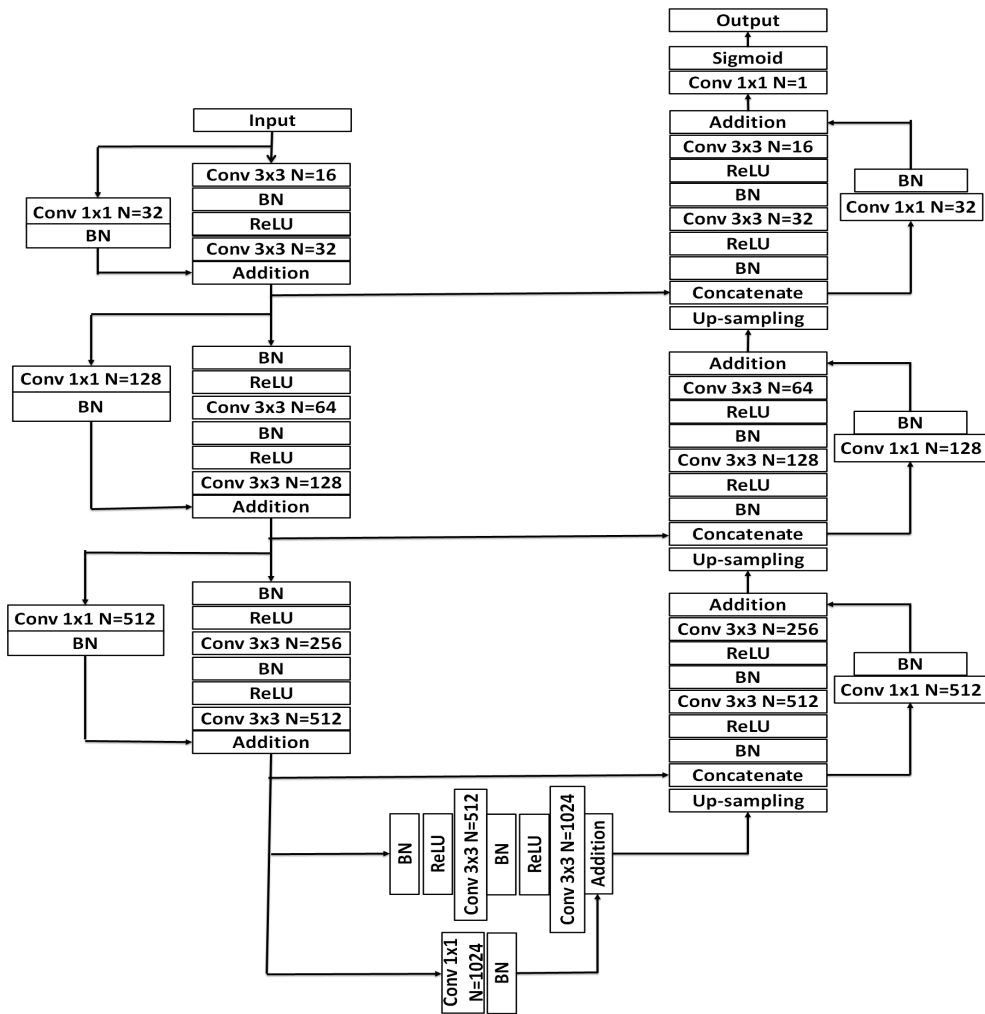 Input
Conv 3x3 N=16
BN
ReLU
Conv 3x3 N=32
Addition
Conv 1x1 N=32
BN
BN
ReLU
Conv 3x3 N=64
BN
ReLU
Conv 3x3 N=128
Addition
Conv 1x1 N=128
BN
BN
ReLU
Conv 3x3 N=256
BN
ReLU
Conv 3x3 N=512
Addition
Conv 1x1 N=512
BN
BN
ReLU
Conv 3x3 N=512
BN
ReLU
Conv 3x3 N=1024
Addition
Conv 1x1
N=1024
BN
Output
Sigmoid
Conv 1x1 N=1
Addition
Conv 3x3 N=16
ReLU
BN
Conv 3x3 N=32
ReLU
BN
Concatenate
Up-sampling
BN
Conv 1x1 N=32
Addition
Conv 3x3 N=64
ReLU
BN
Conv 3x3 N=128
ReLU
BN
Concatenate
Up-sampling
BN
Conv 1x1 N=128
Addition
Conv 3x3 N=256
ReLU
BN
Conv 3x3 N=512
ReLU
BN
Concatenate
Up-sampling
BN
Conv 1x1 N=512